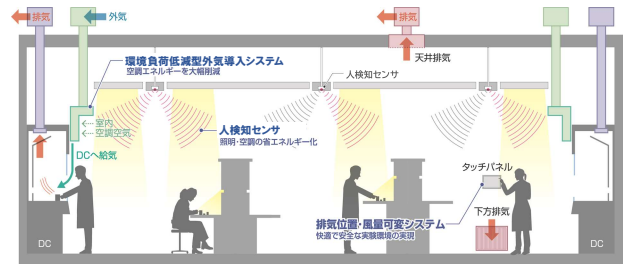 排気
外気
排気
天井排気
環境負荷低減型外気導入システム
空調エネルギーを大幅削減
人検知センサ
室内
空調空気
人検知センサ
照明・空調の省エネルギー化
DCへ給気
タッチパネル
排気位置・風量可変システム
快適で安全な実験環境の実現
下方排気
DC
DC